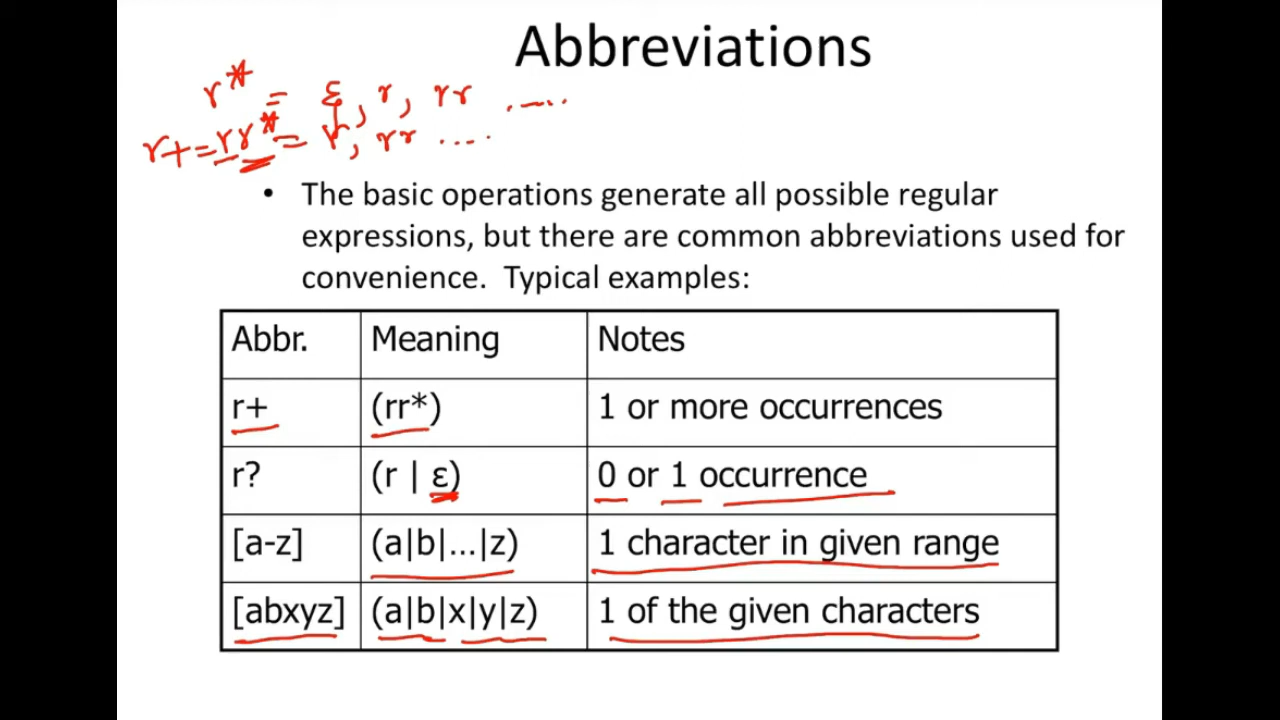 Abbreviations
r* = ε, r, rr .....
r+ = rr* = r, rr ....
• The basic operations generate all possible regular
expressions, but there are common abbreviations used for
convenience. Typical examples:
Abbr. Meaning Notes
r+ (rr*) 1 or more occurrences
r? (r | ε) 0 or 1 occurrence
[a-z] (a|b|...|z) 1 character in given range
[abxyz] (a|b|x|y|z) 1 of the given characters